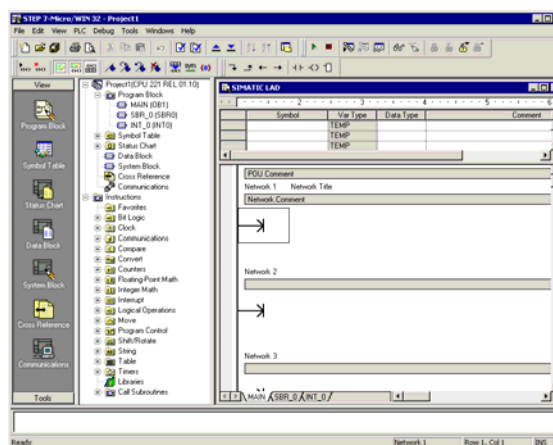 STEP 7-Micro/WIN 32 - Project1
File Edit View PLC Debug Tools Windows Help
View
Program Block
Symbol Table
Status Chart
Data Block
System Block
Cross Reference
Communications
Tools
Project1(CPU 221 REL 01.10)
Program Block
MAIN (OB1)
SBR_0 (SBR0)
INT_0 (INT0)
Symbol Table
Status Chart
Data Block
System Block
Cross Reference
Communications
Instructions
Favorites
Bit Logic
Clock
Communications
Compare
Convert
Counters
Floating-Point Math
Integer Math
Interrupt
Logical Operations
Move
Program Control
Shift/Rotate
String
Table
Timers
Libraries
Call Subroutines
SIMATIC LAD
2 3 4 5 6
Symbol Var Type Data Type Comment
TEMP
TEMP
TEMP
POU Comment
Network 1 Network Title
Network Comment
Network 2
Network 3
MAIN SBR_0 INT_0
Ready Network 1 Row 1, Col 1 INS